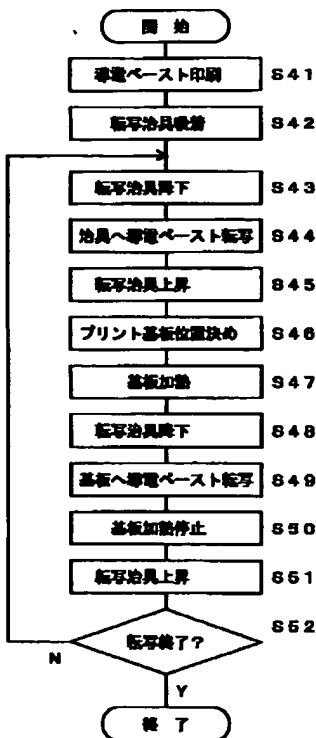 開 始
導電ペースト印刷 S41
転写治具吸着 S42
転写治具降下 S43
治具へ導電ペースト転写 S44
転写治具上昇 S45
プリント基板位置決め S46
基板加熱 S47
転写治具降下 S48
基板へ導電ペースト転写 S49
基板加熱停止 S50
転写治具上昇 S51
転写終了? S52
N
Y
終 了